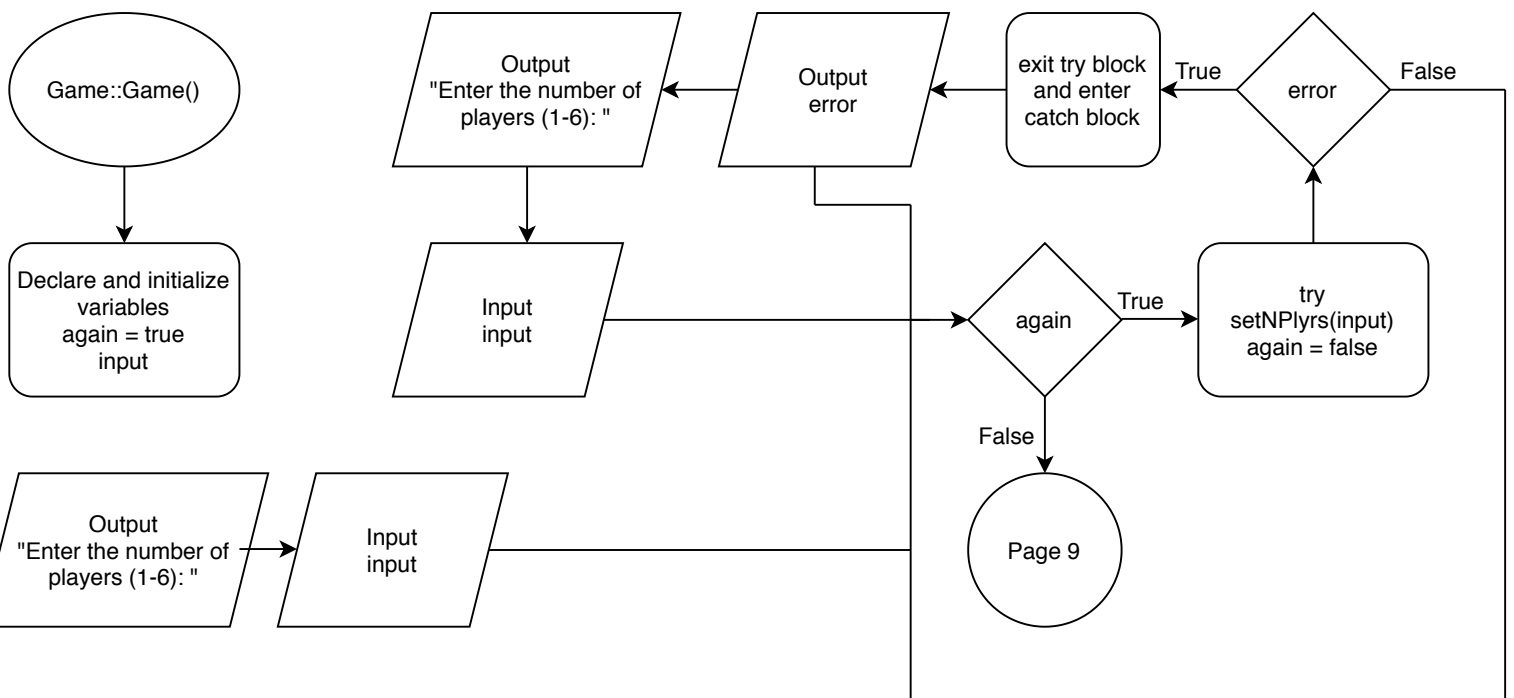 Game::Game()
Declare and initialize
variables
again = true
input
Output
"Enter the number of
players (1-6): "
Input
input
Output
"Enter the number of
players (1-6): "
Input
input
Output
error
exit try block
and enter
catch block
True
error
False
again
True
try
setNPlyrs(input)
again = false
False
Page 9